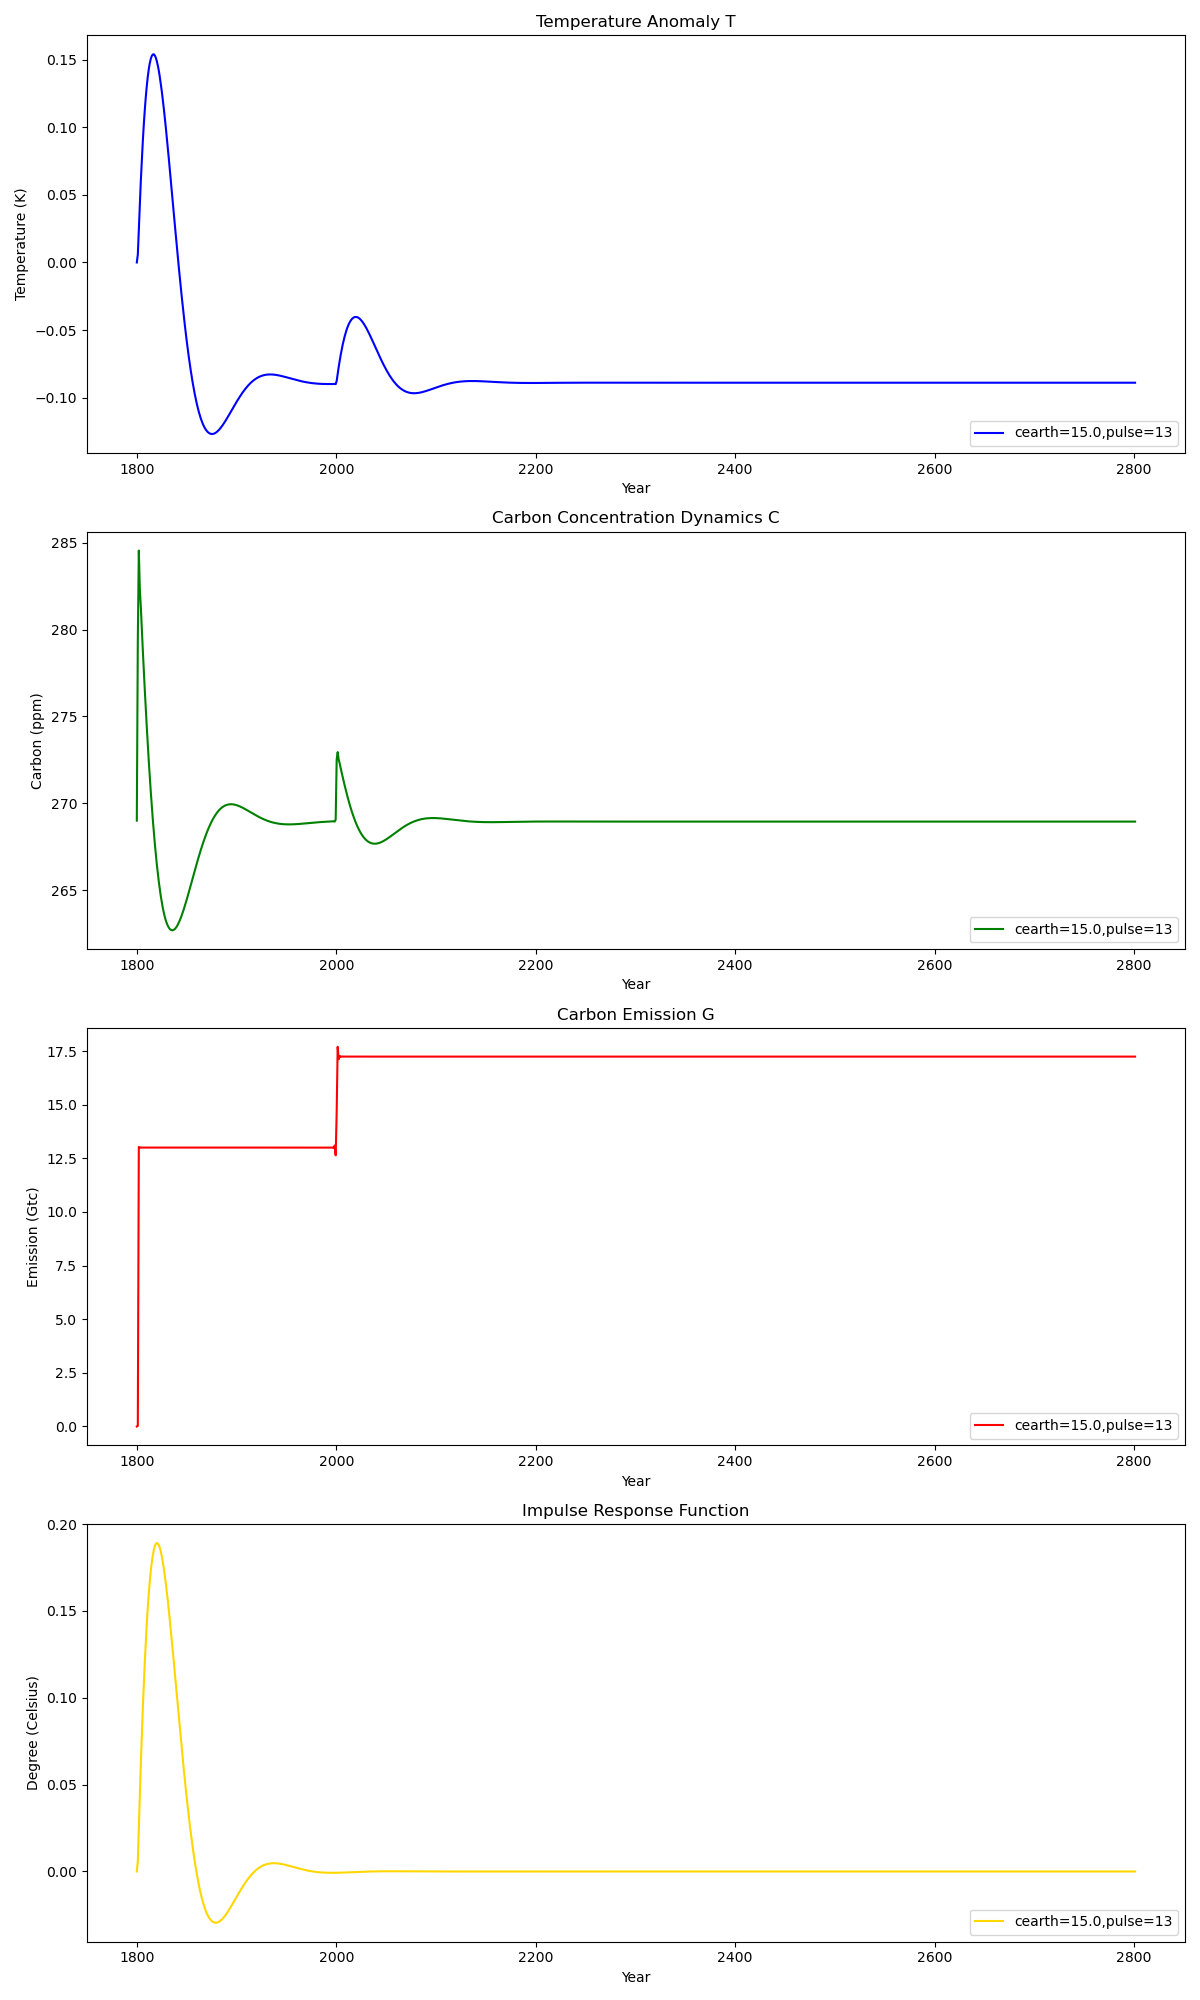 Temperature Anomaly T
Temperature (K)
0.15
0.10
0.05
0.00
−0.05
−0.10
cearth=15.0,pulse=13
1800 2000 2200 2400 2600 2800
Year
Carbon Concentration Dynamics C
Carbon (ppm)
285
280
275
270
265
cearth=15.0,pulse=13
1800 2000 2200 2400 2600 2800
Year
Carbon Emission G
Emission (Gtc)
17.5
15.0
12.5
10.0
7.5
5.0
2.5
0.0
cearth=15.0,pulse=13
1800 2000 2200 2400 2600 2800
Year
Impulse Response Function
Degree (Celsius)
0.20
0.15
0.10
0.05
0.00
cearth=15.0,pulse=13
1800 2000 2200 2400 2600 2800
Year